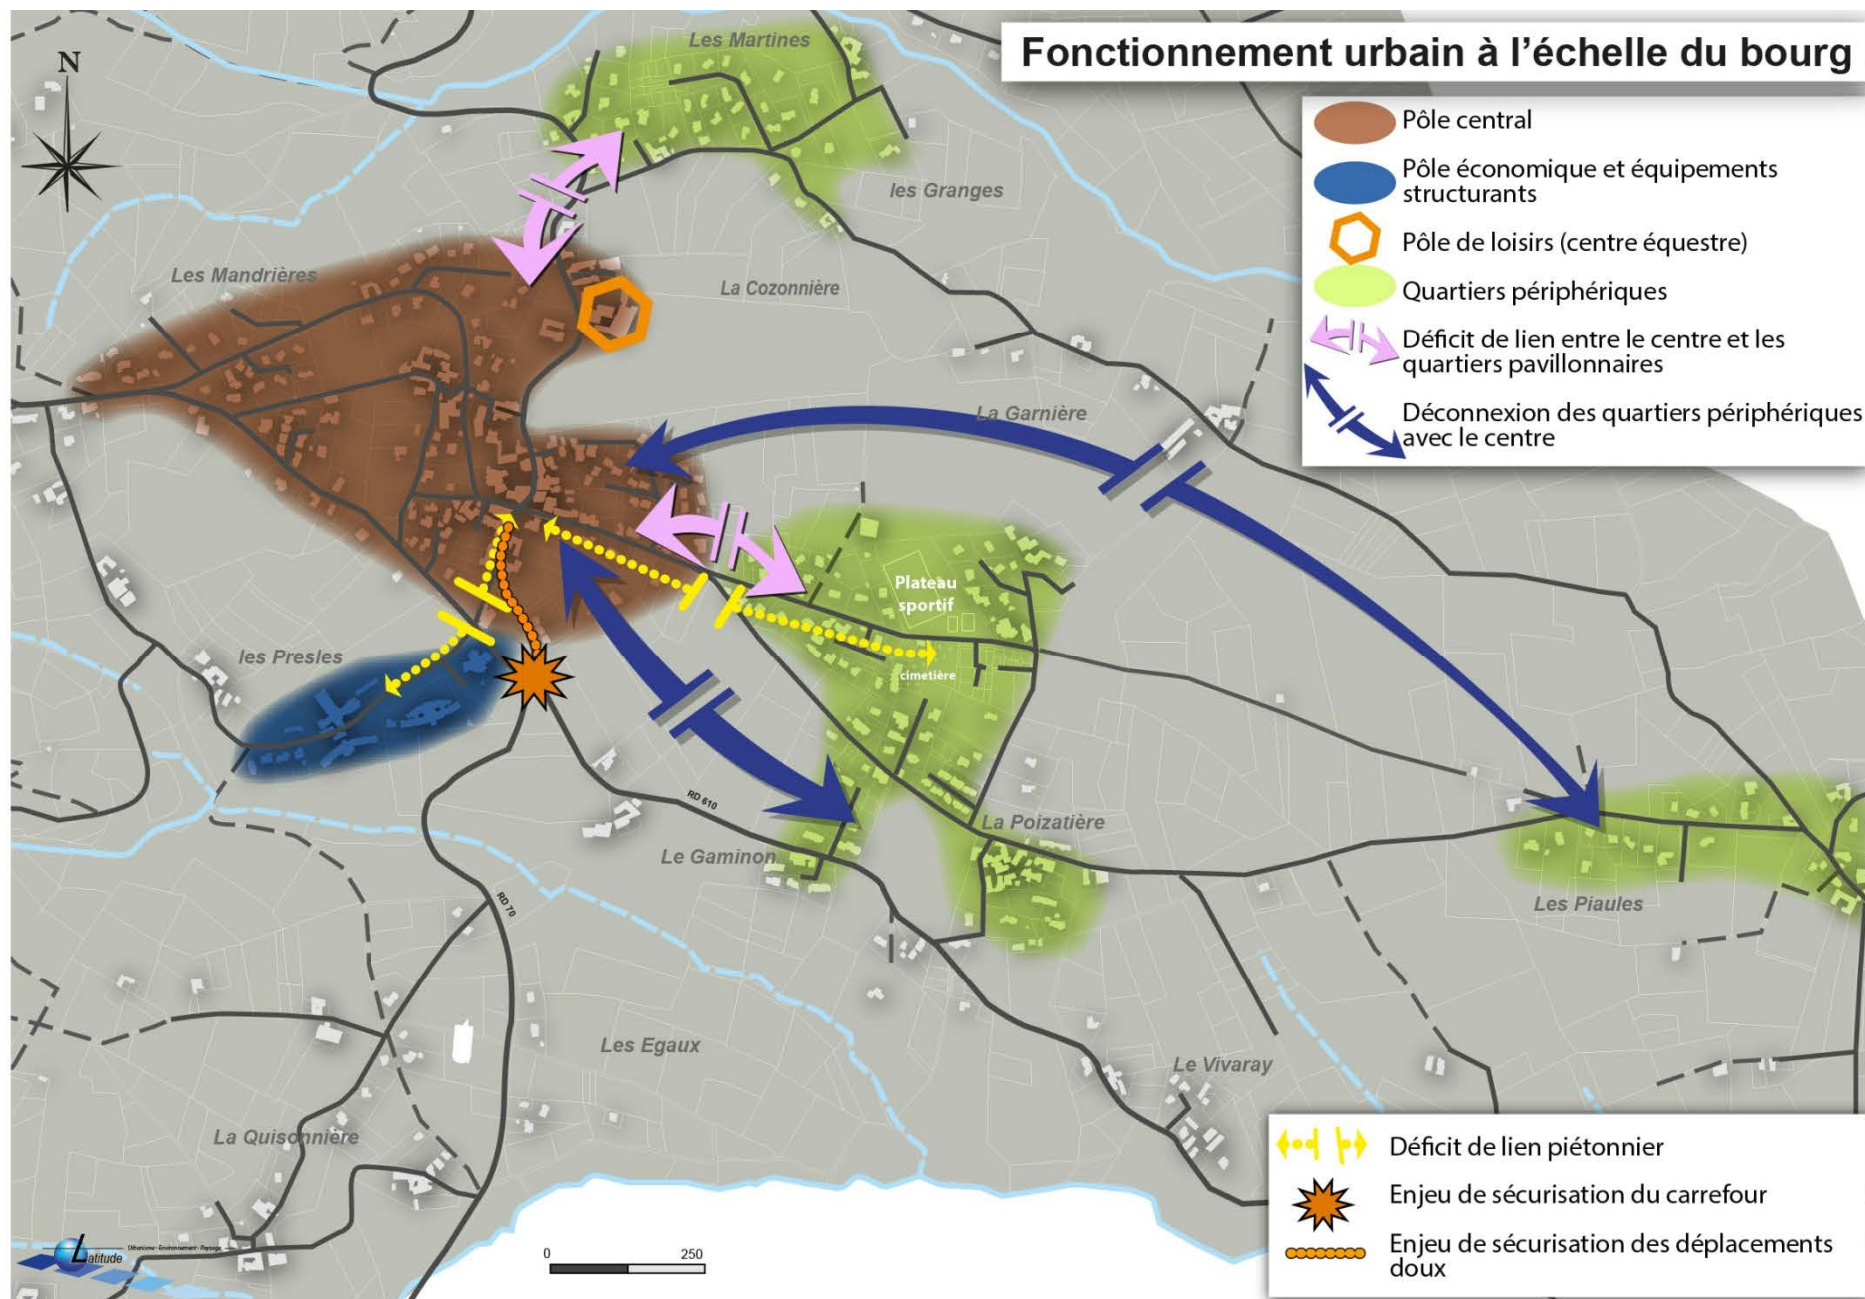 Fonctionnement urbain à l’échelle du bourg
N
Les Martines
les Granges
Les Mandrières
La Cozonnière
La Garnière
Pôle central
Pôle économique et équipements
structurants
Pôle de loisirs (centre équestre)
Quartiers périphériques
Déficit de lien entre le centre et les
quartiers pavillonnaires
Déconnexion des quartiers périphériques
avec le centre
Plateau
sportif
cimetière
les Presles
RD 610
La Poizatière
Le Gaminon
RD 70
Les Piaules
Les Egaux
Le Vivaray
La Quisonnière
Latitude
Urbanisme - Environnement - Paysage
0
250
Déficit de lien piétonnier
Enjeu de sécurisation du carrefour
Enjeu de sécurisation des déplacements
doux